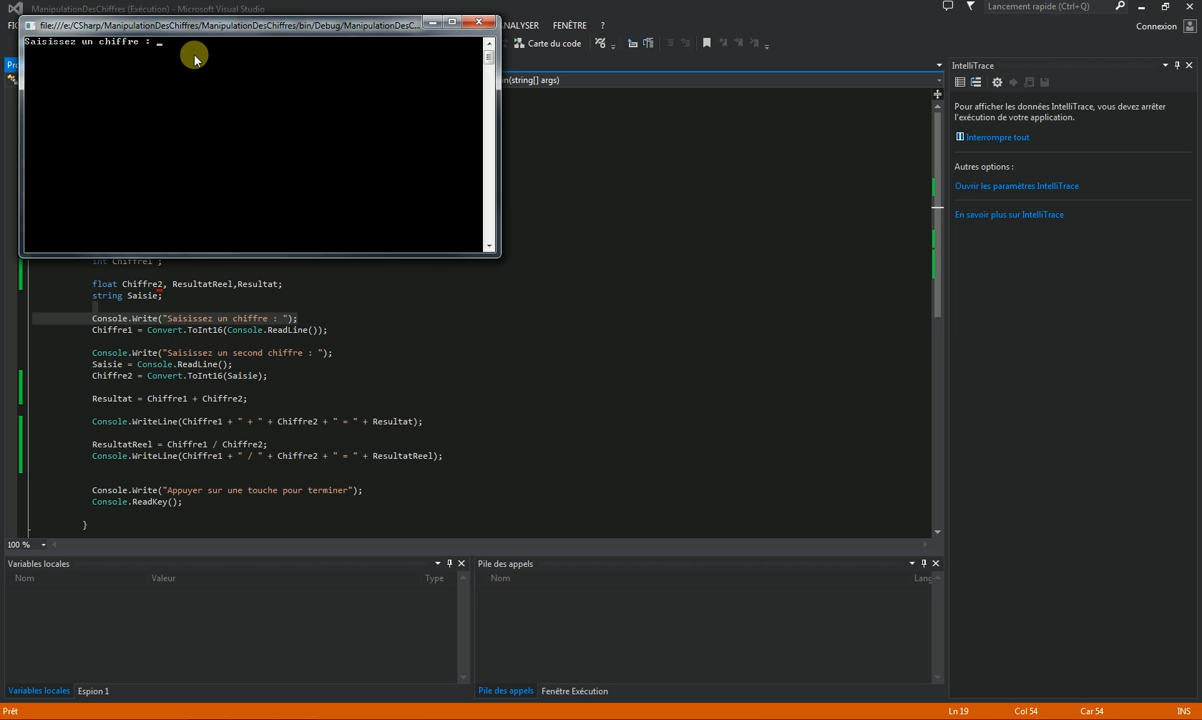 ManipulationDesChiffres (Exécution) - Microsoft Visual Studio
Lancement rapide (Ctrl+Q)
file:///e:/CSharp/ManipulationDesChiffres/ManipulationDesChiffres/bin/Debug/ManipulationDesC...
ANALYSER FENÊTRE ?
Connexion
Saisissez un chiffre : _
Carte du code
(string[] args)
IntelliTrace
Pour afficher les données IntelliTrace, vous devez arrêter
l'exécution de votre application.
Interrompre tout
Autres options :
Ouvrir les paramètres IntelliTrace
En savoir plus sur IntelliTrace
int Chiffre1 ;
float Chiffre2, ResultatReel,Resultat;
string Saisie;
Console.Write("Saisissez un chiffre : ");
Chiffre1 = Convert.ToInt16(Console.ReadLine());
Console.Write("Saisissez un second chiffre : ");
Saisie = Console.ReadLine();
Chiffre2 = Convert.ToInt16(Saisie);
Resultat = Chiffre1 + Chiffre2;
Console.WriteLine(Chiffre1 + " + " + Chiffre2 + " = " + Resultat);
ResultatReel = Chiffre1 / Chiffre2;
Console.WriteLine(Chiffre1 + " / " + Chiffre2 + " = " + ResultatReel);
Console.Write("Appuyer sur une touche pour terminer");
Console.ReadKey();
}
100 %
Variables locales
Nom Valeur Type
Pile des appels
Nom Lang
Variables locales Espion 1
Pile des appels Fenêtre Exécution
Prêt Ln 19 Col 54 Car 54 INS